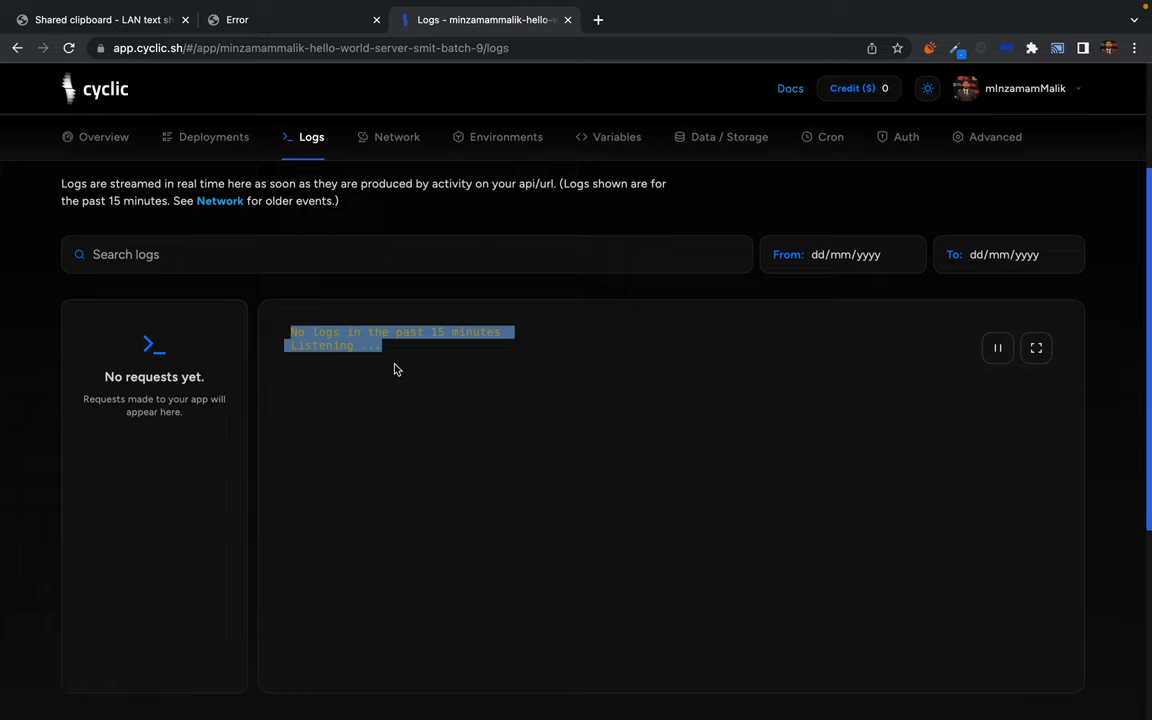 Shared clipboard - LAN text sh
Error
Logs - minzamammalik-hello-w
app.cyclic.sh/#/app/minzamammalik-hello-world-server-smit-batch-9/logs
cyclic
Docs
Credit ($) 0
mInzamamMalik
Overview
Deployments
Logs
Network
Environments
Variables
Data / Storage
Cron
Auth
Advanced
Logs are streamed in real time here as soon as they are produced by activity on your api/url. (Logs shown are for
the past 15 minutes. See Network for older events.)
Search logs
From: dd/mm/yyyy
To: dd/mm/yyyy
No requests yet.
Requests made to your app will
appear here.
No logs in the past 15 minutes
Listening ...